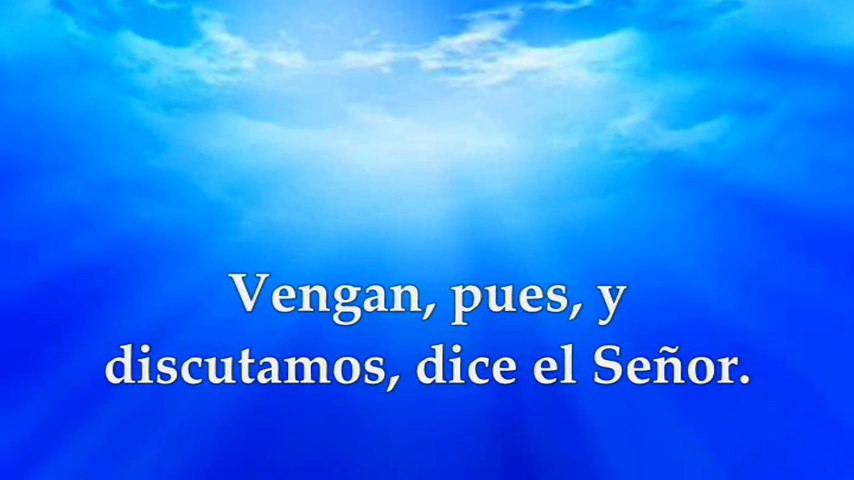 Vengan, pues, y
discutamos, dice el Señor.